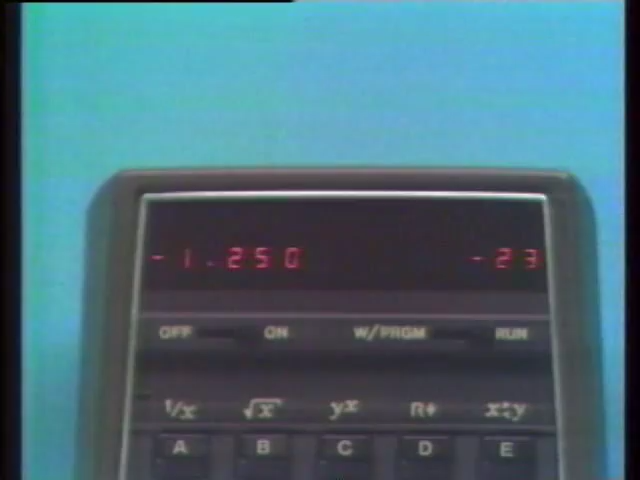 -1.250 -23
OFF ON W/PRGM RUN
1/x √x yx R↓ x↔y
A B C D E